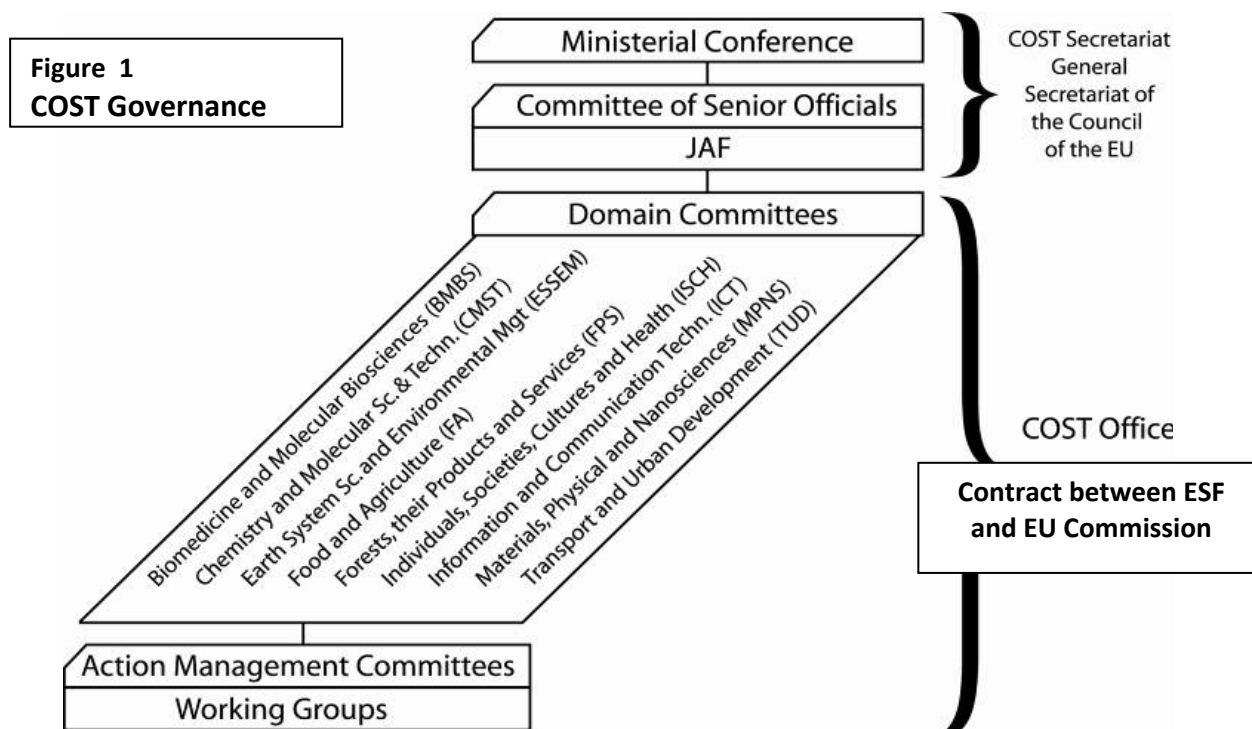 Figure 1
COST Governance
Ministerial Conference
Committee of Senior Officials
JAF
COST Secretariat
General
Secretariat of
the Council
of the EU
Domain Committees
Biomedicine and Molecular Biosciences (BMBS)
Chemistry and Molecular Sc. & Techn. (CMST)
Earth System Sc. and Environmental Mgt (ESSEM)
Food and Agriculture (FA)
Forests, their Products and Services (FPS)
Individuals, Societies, Cultures and Health (ISCH)
Information and Communication Techn. (ICT)
Materials, Physical and Nanosciences (MPNS)
Transport and Urban Development (TUD)
COST Office
Contract between ESF
and EU Commission
Action Management Committees
Working Groups